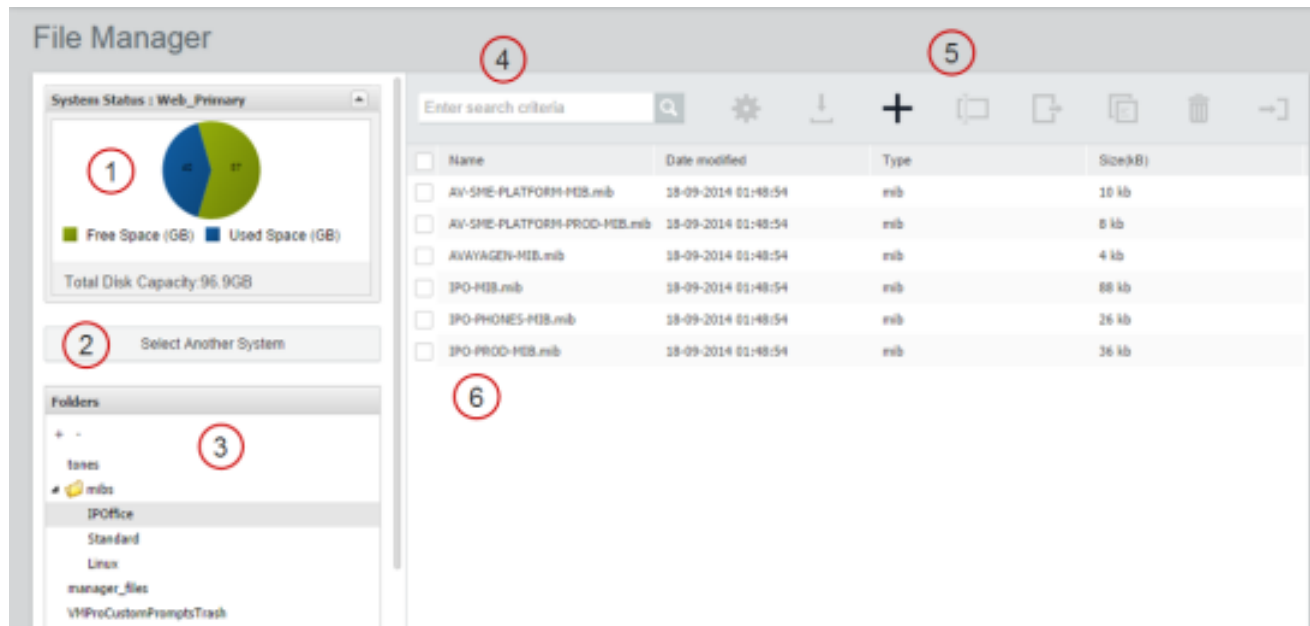 File Manager
4
5
System Status : Web_Primary
Enter search criteria
1
57
Free Space (GB) Used Space (GB)
Total Disk Capacity:96.9GB
2 Select Another System
Folders
+ -
3
tones
mibs
IPOffice
Standard
Linux
manager_files
VMProCustomPromptsTrash
Name Date modified Type Size(kB)
AV-SME-PLATFORM-MIB.mib 18-09-2014 01:48:54 mib 10 kb
AV-SME-PLATFORM-PROD-MIB.mib 18-09-2014 01:48:54 mib 8 kb
AVAYAGEN-MIB.mib 18-09-2014 01:48:54 mib 4 kb
IPO-MIB.mib 18-09-2014 01:48:54 mib 88 kb
IPO-PHONES-MIB.mib 18-09-2014 01:48:54 mib 26 kb
IPO-PROD-MIB.mib 18-09-2014 01:48:54 mib 36 kb
6